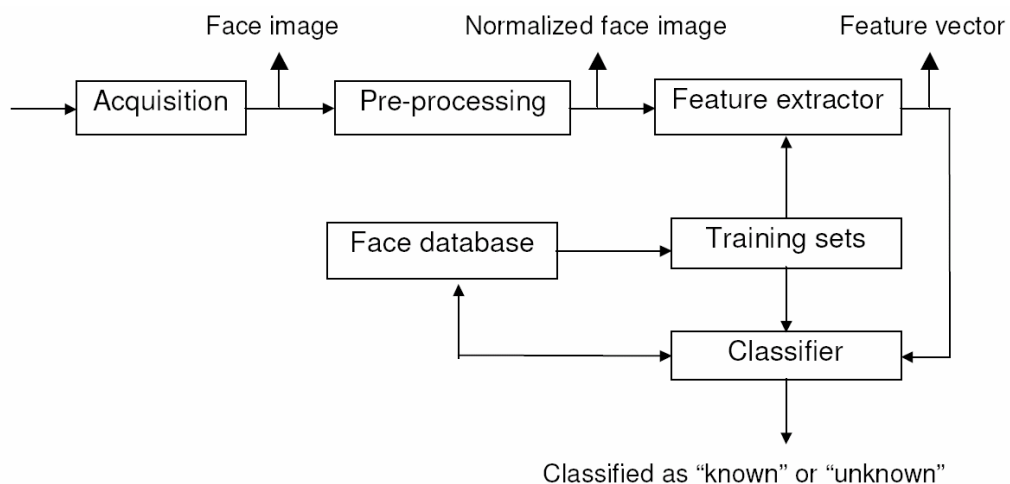 Face image
Normalized face image
Feature vector
Acquisition
Pre-processing
Feature extractor
Face database
Training sets
Classifier
Classified as “known” or “unknown”